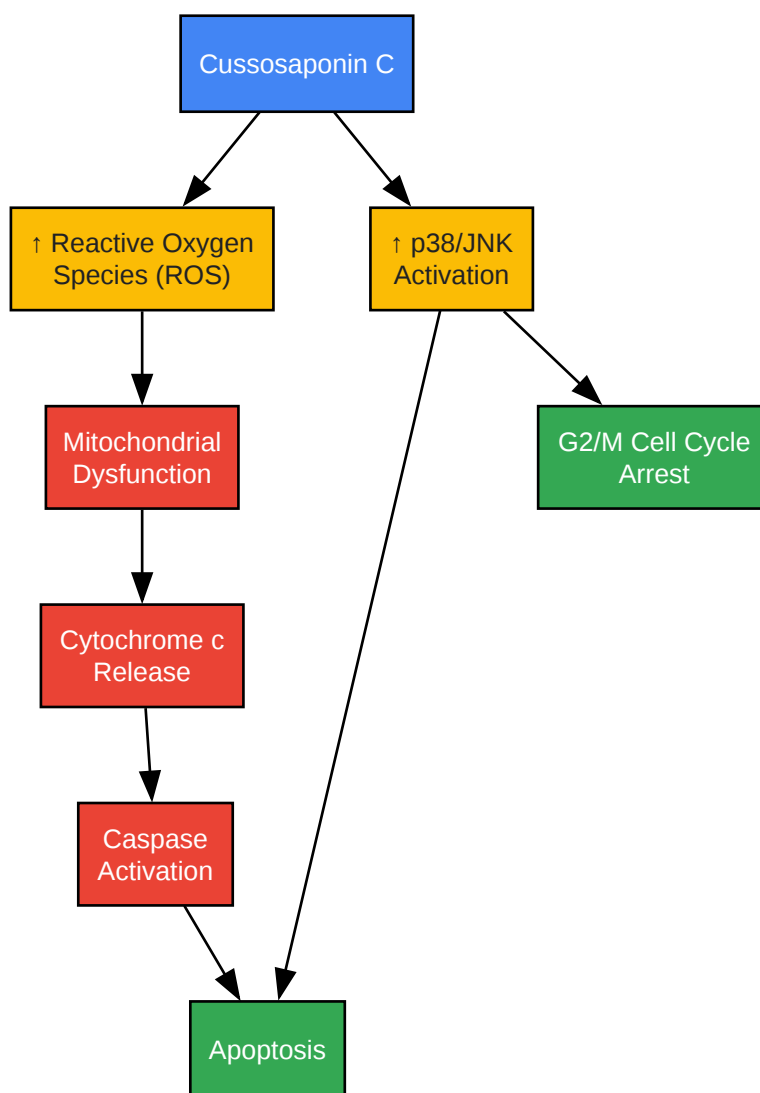 Cussosaponin C
↑ Reactive Oxygen
Species (ROS)
↑ p38/JNK
Activation
Mitochondrial
Dysfunction
G2/M Cell Cycle
Arrest
Cytochrome c
Release
Caspase
Activation
Apoptosis